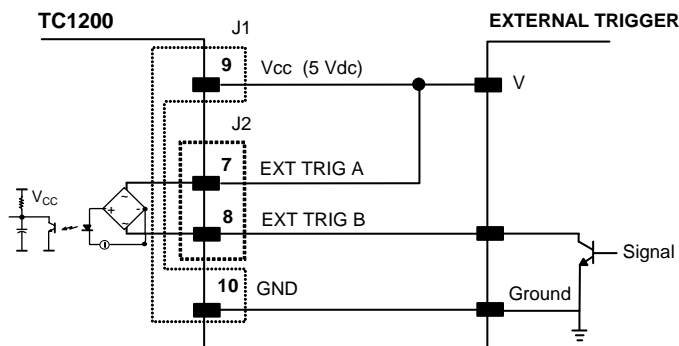 TC1200
EXTERNAL TRIGGER
J1
9
Vcc (5 Vdc)
V
J2
7
EXT TRIG A
VCC
~
+
-
~
8
EXT TRIG B
Signal
10
GND
Ground